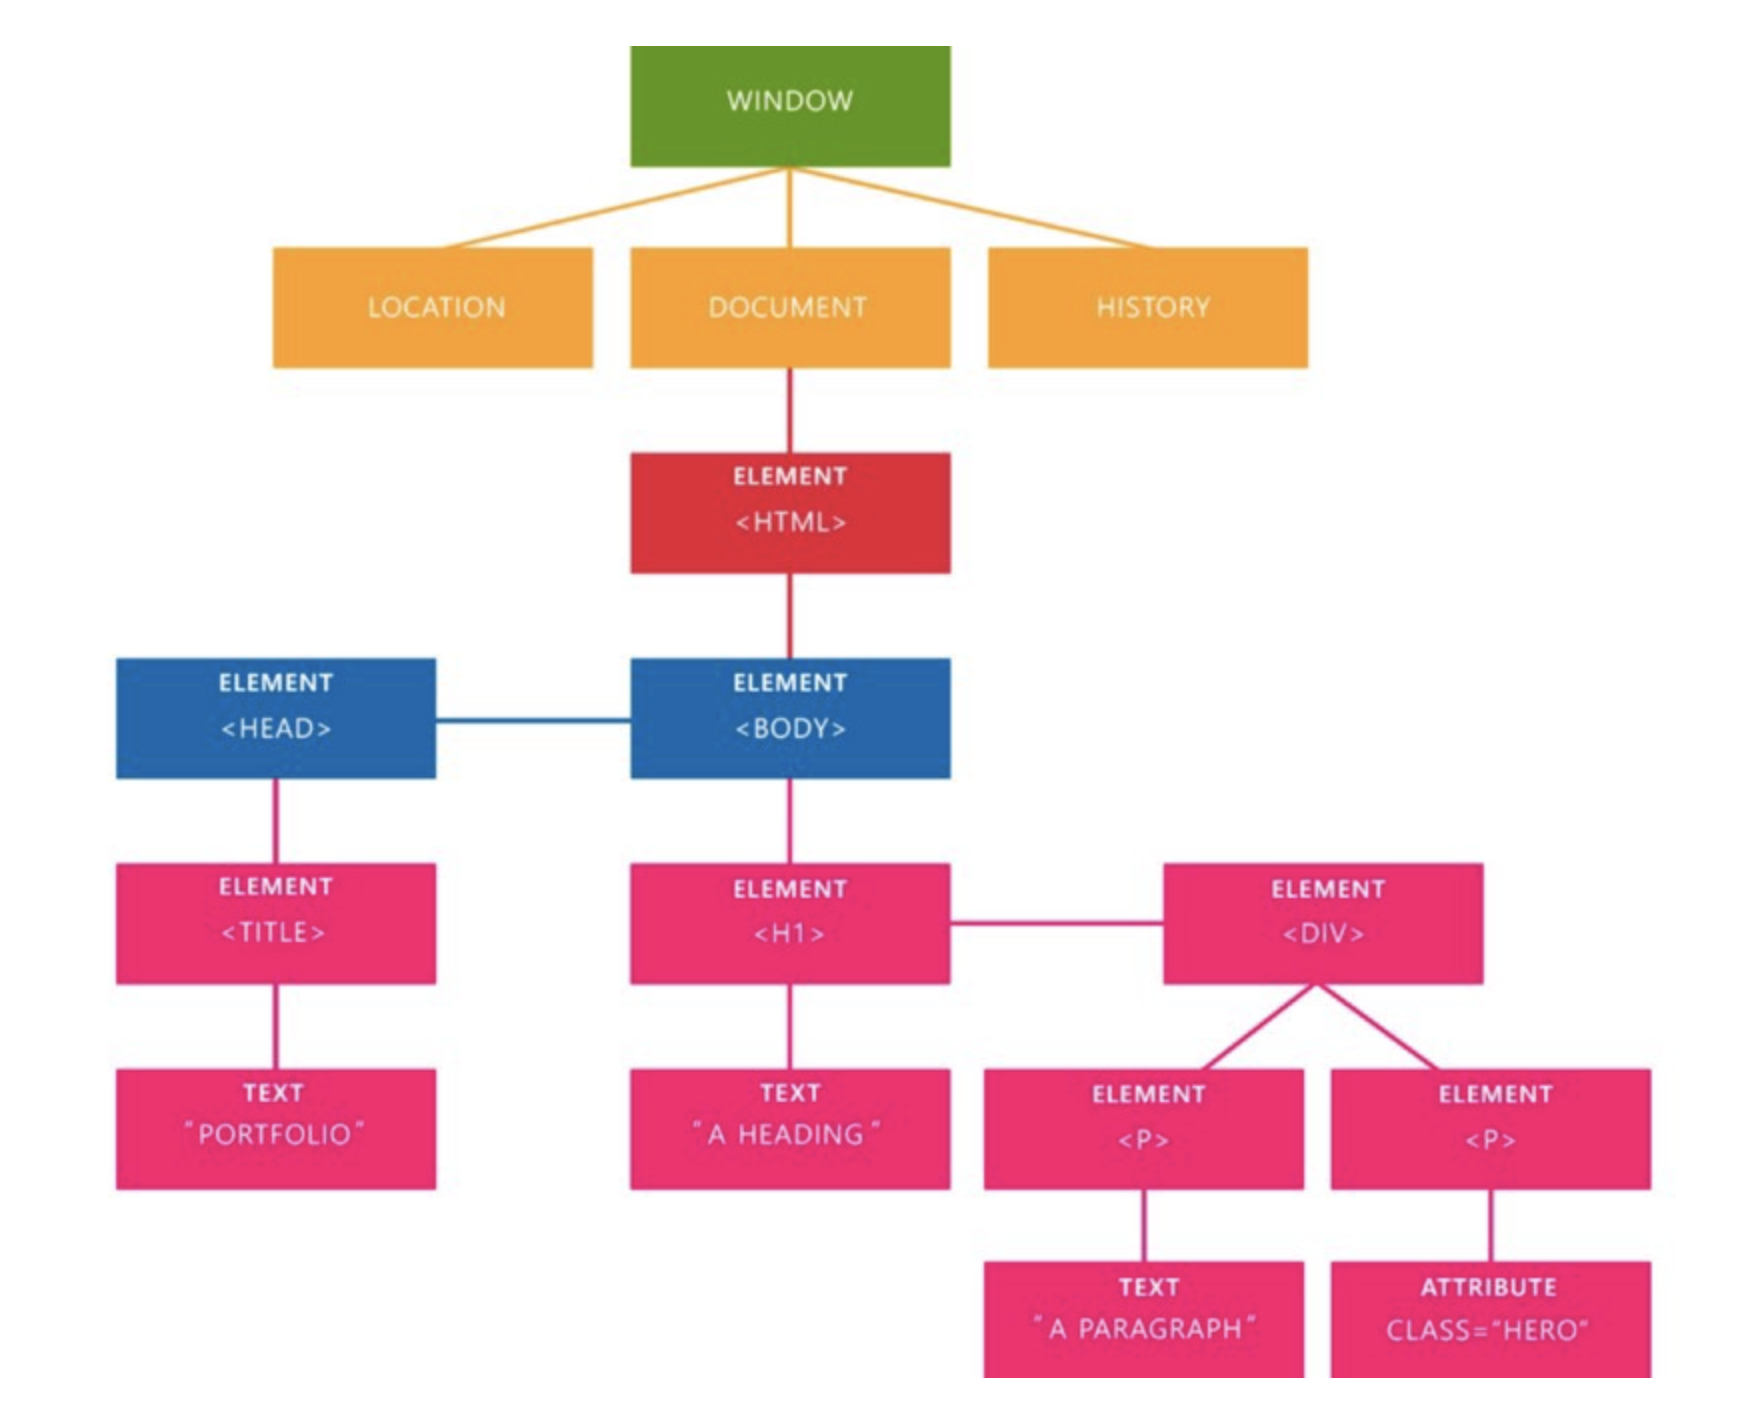 WINDOW
LOCATION
DOCUMENT
HISTORY
ELEMENT
<HTML>
ELEMENT
<HEAD>
ELEMENT
<BODY>
ELEMENT
<TITLE>
ELEMENT
<H1>
ELEMENT
<DIV>
TEXT
"PORTFOLIO"
TEXT
"A HEADING"
ELEMENT
<P>
ELEMENT
<P>
TEXT
"A PARAGRAPH"
ATTRIBUTE
CLASS="HERO"